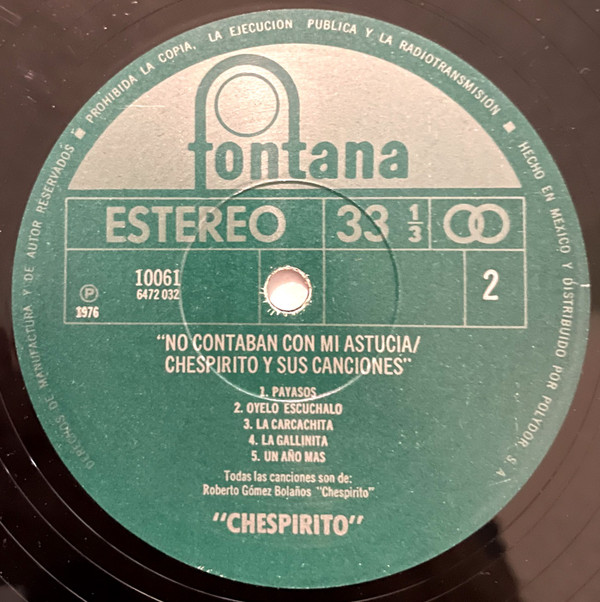 DERECHOS DE MANUFACTURA Y DE AUTOR RESERVADOS ■ PROHIBIDA LA COPIA, LA EJECUCION PUBLICA Y LA RADIOTRANSMISION ■ HECHO EN MEXICO Y DISTRIBUIDO POR POLYDOR, S. A.
fontana
ESTEREO 33 1/3
10061
6472 032
Ⓟ
1976
2
"NO CONTABAN CON MI ASTUCIA/
CHESPIRITO Y SUS CANCIONES"
1. PAYASOS
2. OYELO ESCUCHALO
3. LA CARCACHITA
4. LA GALLINITA
5. UN AÑO MAS
Todas las canciones son de:
Roberto Gómez Bolaños "Chespirito"
"CHESPIRITO"